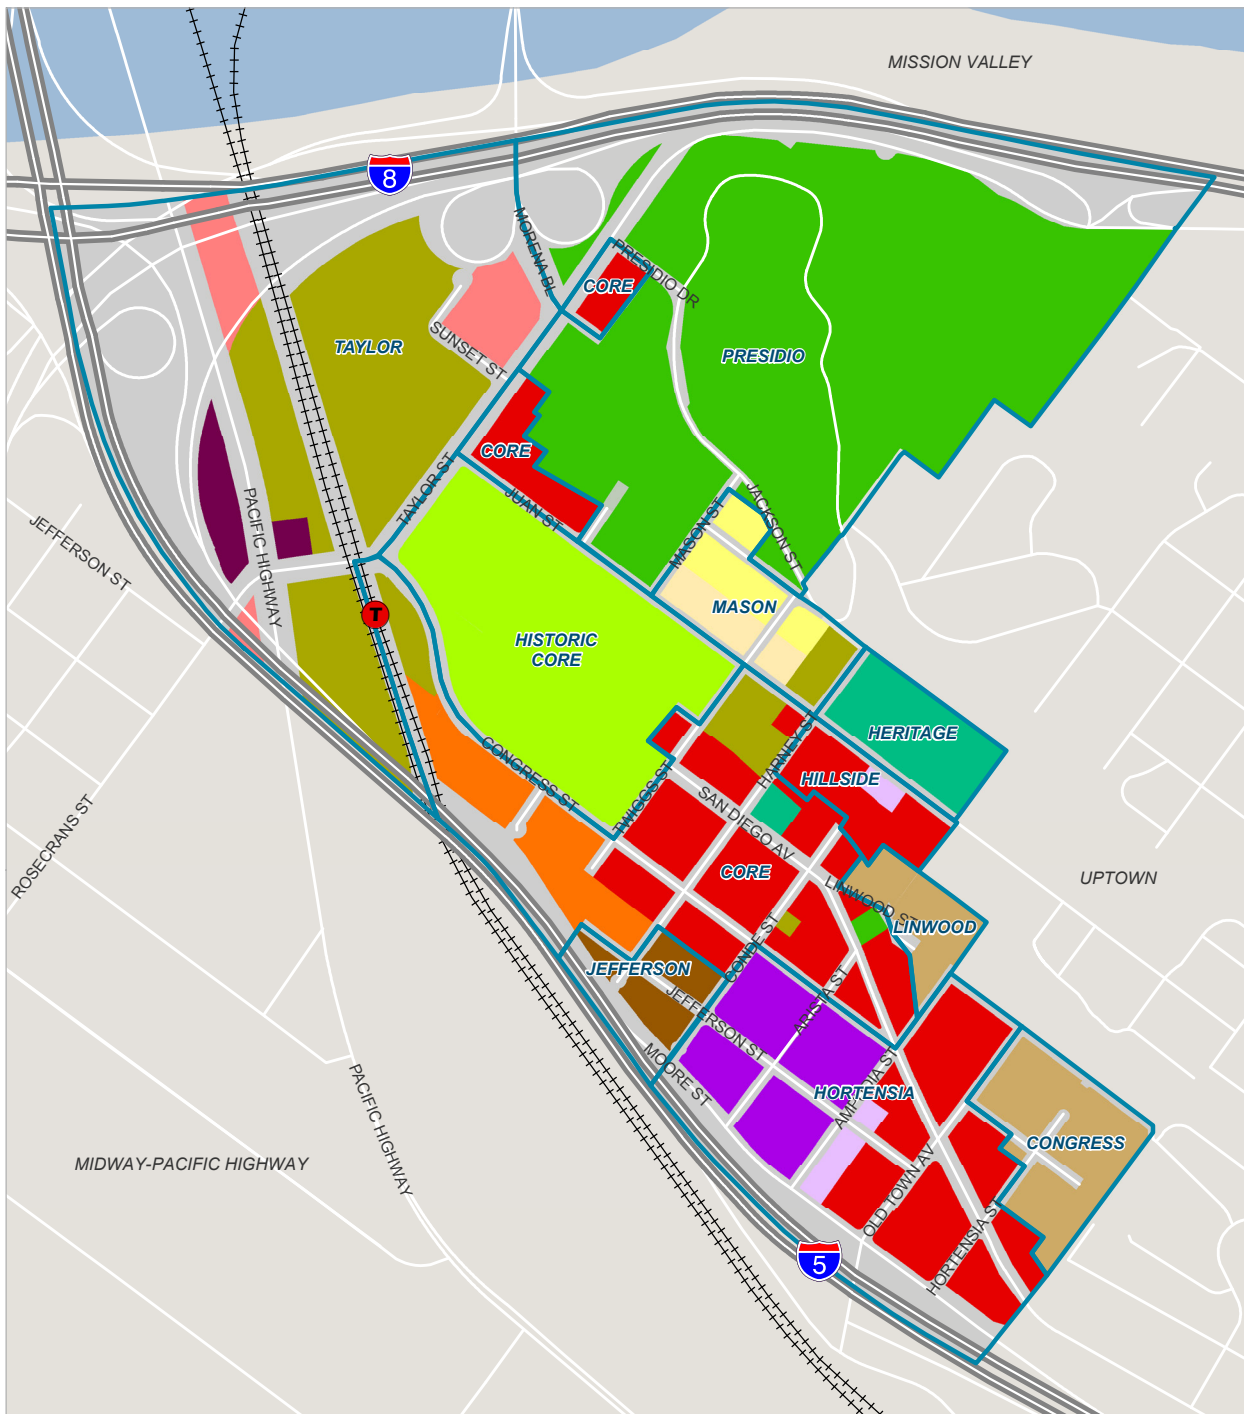 MISSION VALLEY
8
MORENA BL
PRESIDIO DR
CORE
SUNSET ST
TAYLOR
PRESIDIO
CORE
TAYLOR ST
JUAN ST
PACIFIC HIGHWAY
JEFFERSON ST
MASON ST
JACKSON ST
MASON
T
HISTORIC
CORE
HERITAGE
CONGRESS ST
TWIGGS ST
HARNEY ST
HILLSIDE
SAN DIEGO AV
CORE
ROSECRANS ST
UPTOWN
LINWOOD ST
LINWOOD
CONDE ST
JEFFERSON
JEFFERSON ST
ARISTA ST
MOORE ST
AMPUDIA ST
HORTENSIA
PACIFIC HIGHWAY
CONGRESS
MIDWAY-PACIFIC HIGHWAY
OLD TOWN AV
HORTENSIA ST
5